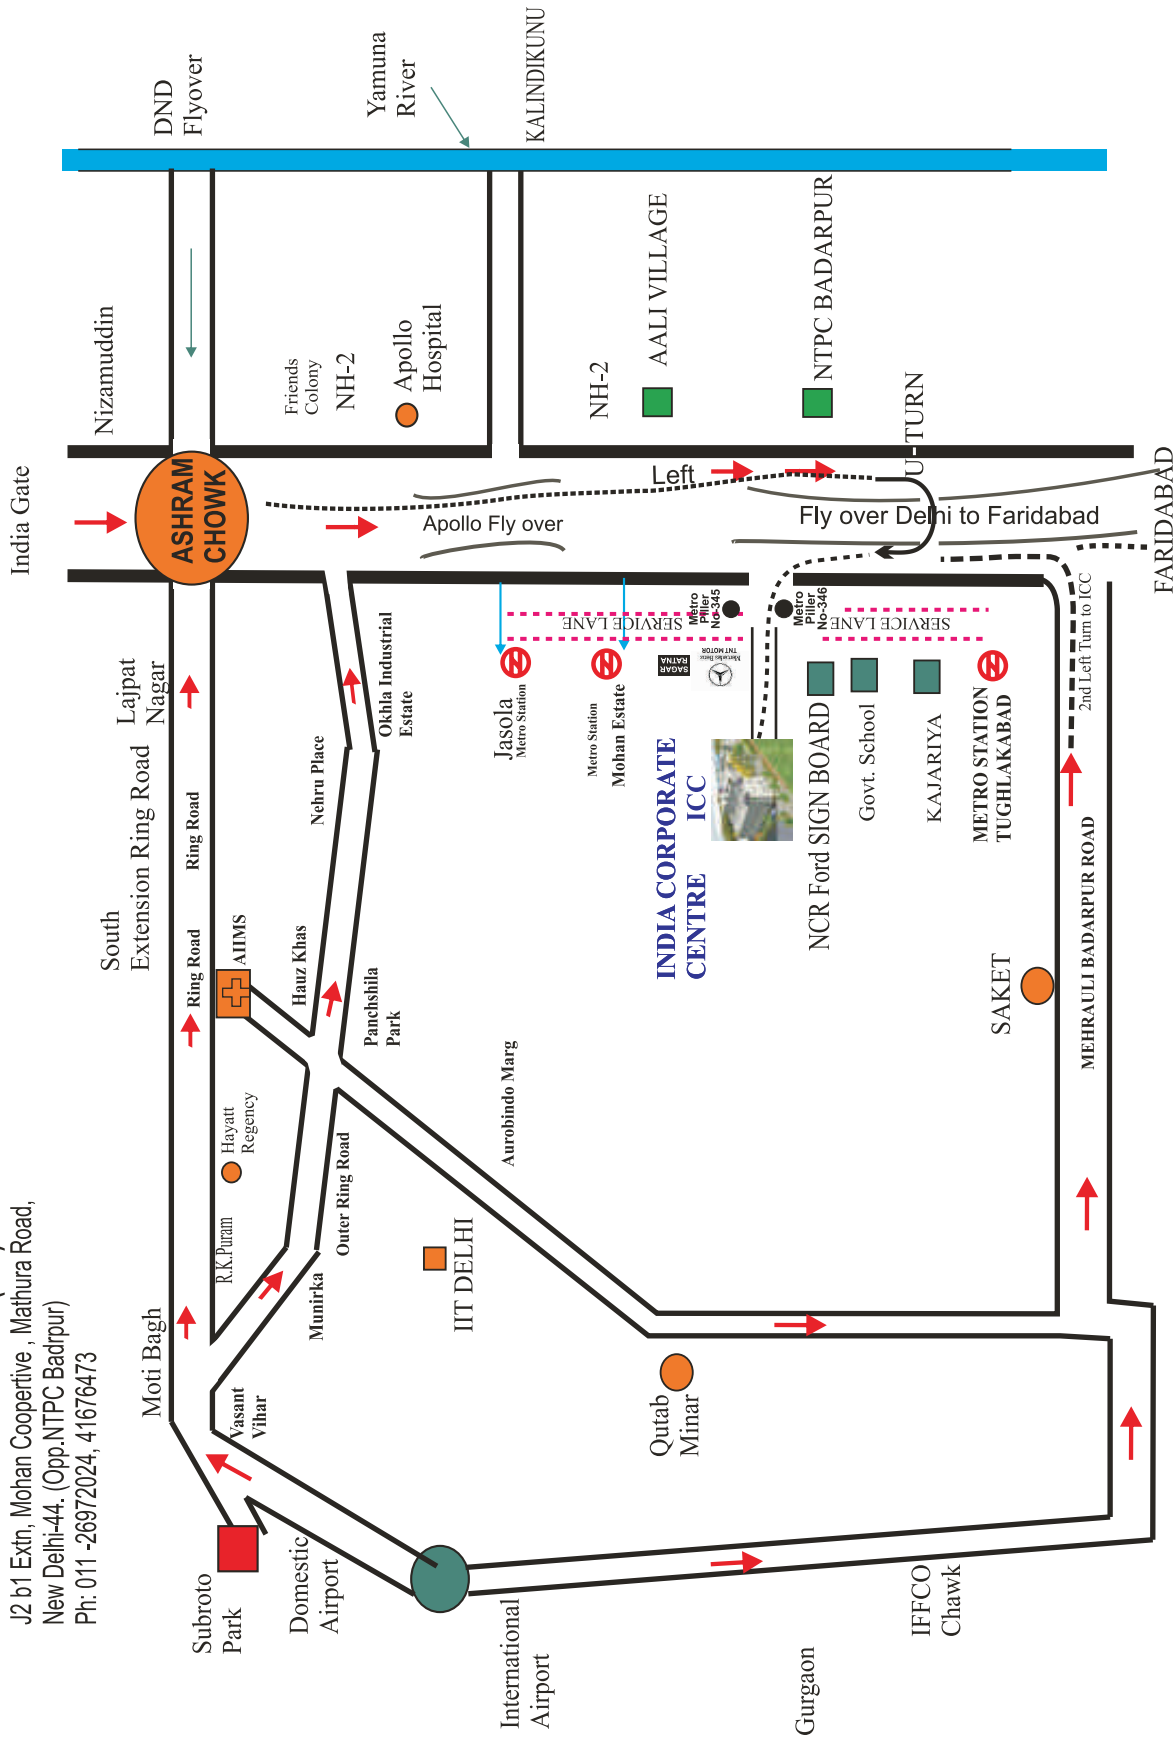 J2 b1 Extn, Mohan Coopertive , Mathura Road,
New Delhi-44. (Opp.NTPC Badrpur)
Ph: 011 -26972024, 41676473
India Gate
Nizamuddin
DND
Flyover
Yamuna
River
KALINDIKUNU
ASHRAM
CHOWK
Friends
Colony
NH-2
Apollo
Hospital
NH-2
AALI VILLAGE
NTPC BADARPUR
U-TURN
Left
Apollo Fly over
Fly over Delhi to Faridabad
FARIDABAD
Lajpat
Nagar
South
Extension Ring Road
Ring Road
Ring Road
AIIMS
Hayatt
Regency
R.K.Puram
Moti Bagh
Vasant
Vihar
Subroto
Park
Domestic
Airport
International
Airport
Gurgaon
IFFCO
Chawk
Munirka
Outer Ring Road
Hauz Khas
Panchshila
Park
Nehru Place
Okhla Industrial
Estate
IIT DELHI
Aurobindo Marg
Qutab
Minar
Jasola
Metro Station
Metro Station
Mohan Estate
SERVICE LANE
Metro
Piller
No-345
SAGAR
RATNA
Mercedes Benz
TNT MOTOR
INDIA CORPORATE
CENTRE ICC
Metro
Piller
No-346
SERVICE LANE
NCR Ford SIGN BOARD
Govt. School
KAJARIYA
METRO STATION
TUGHLAKABAD
SAKET
2nd Left Turn to ICC
MEHRAULI BADARPUR ROAD